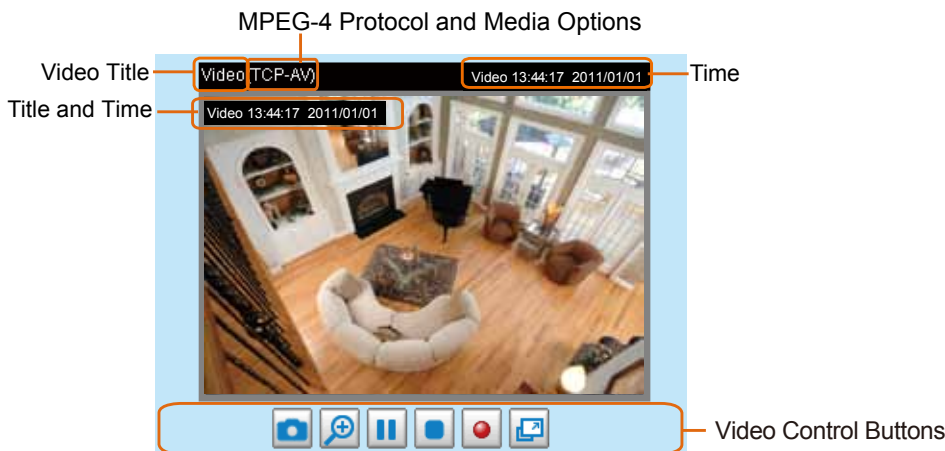 MPEG-4 Protocol and Media Options
Video Title
Video (TCP-AV)
Video 13:44:17 2011/01/01
Time
Title and Time
Video 13:44:17 2011/01/01
Video Control Buttons